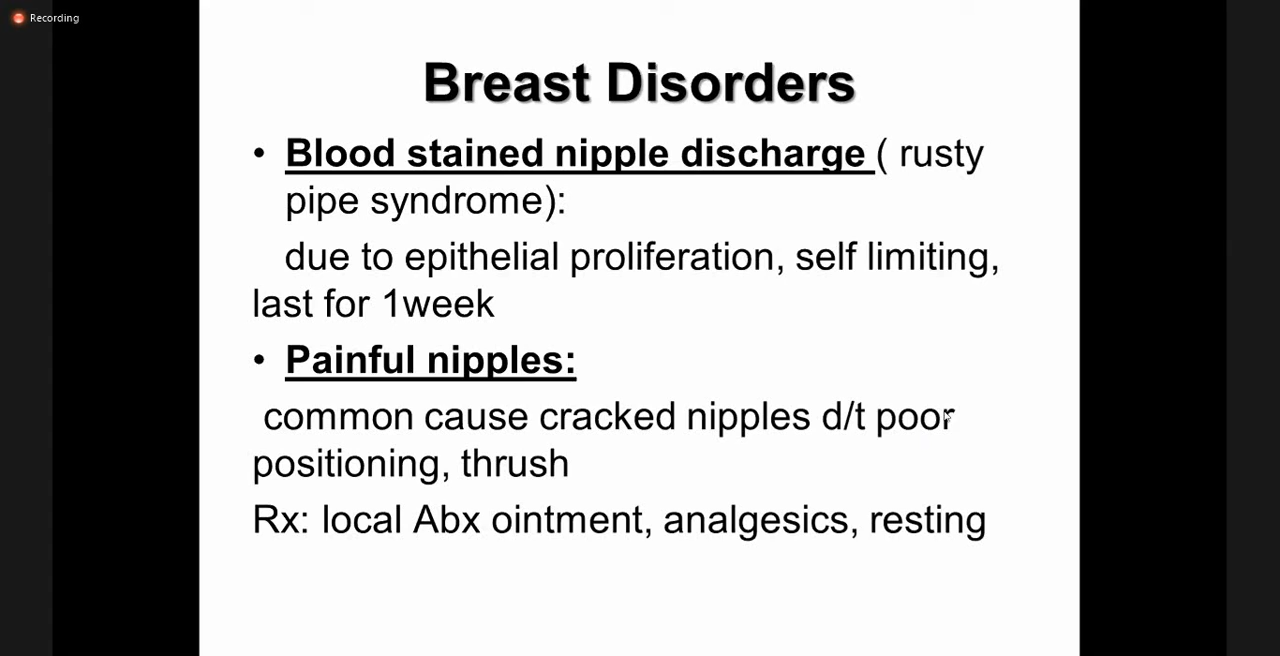 Recording
Breast Disorders
• Blood stained nipple discharge ( rusty
pipe syndrome):
due to epithelial proliferation, self limiting,
last for 1week
• Painful nipples:
common cause cracked nipples d/t poor
positioning, thrush
Rx: local Abx ointment, analgesics, resting